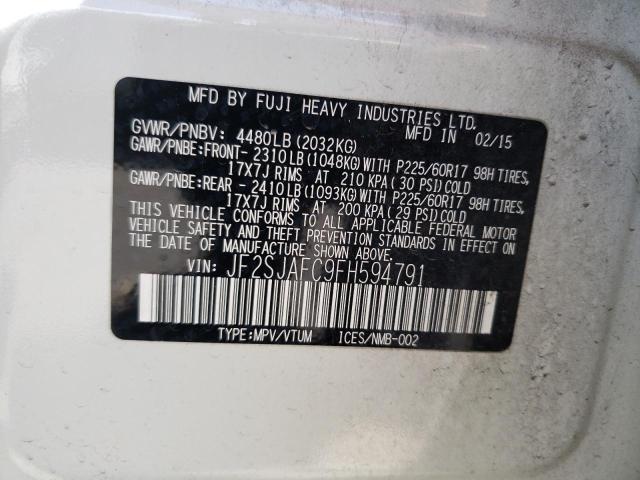 MFD BY FUJI HEAVY INDUSTRIES LTD.
MFD IN 02/15
GVWR/PNBV: 4480LB (2032KG)
GAWR/PNBE:FRONT- 2310 LB (1048KG) WITH P225/60R17 98H TIRES,
17X7J RIMS AT 210 KPA (30 PSI) COLD
GAWR/PNBE:REAR - 2410 LB (1093KG) WITH P225/60R17 98H TIRES,
17X7J RIMS AT 200 KPA (29 PSI) COLD
THIS VEHICLE CONFORMS TO ALL APPLICABLE FEDERAL MOTOR
VEHICLE SAFETY AND THEFT PREVENTION STANDARDS IN EFFECT
ON THE DATE OF MANUFACTURE SHOWN ABOVE.
VIN: JF2SJAFC9FH594791
TYPE:MPV/VTUM ICES/NMB-002